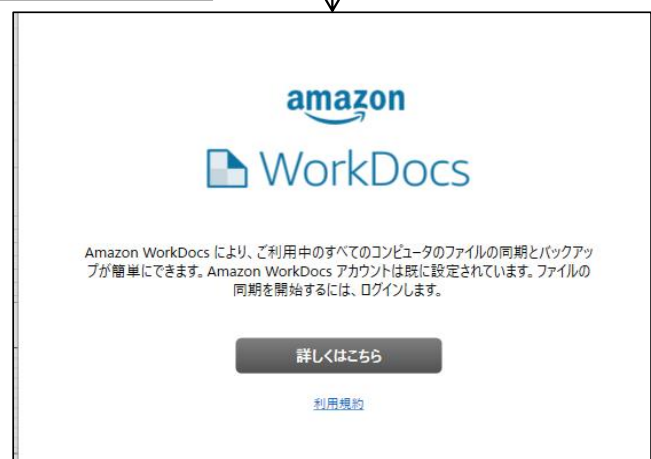 amazon
WorkDocs
Amazon WorkDocs により、ご利用中のすべてのコンピュータのファイルの同期とバックアッ
プが簡単にできます。Amazon WorkDocs アカウントは既に設定されています。ファイルの
同期を開始するには、ログインします。
詳しくはこちら
利用規約